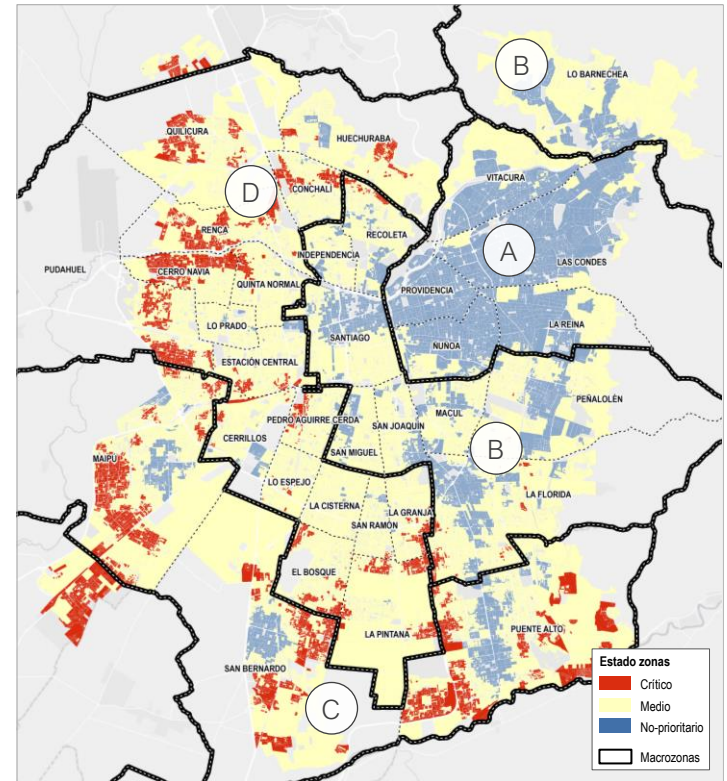 B
LO BARNECHEA
QUILICURA
HUECHURABA
VITACURA
D
CONCHALÍ
RENCA
RECOLETA
A
INDEPENDENCIA
LAS CONDES
PUDAHUEL
CERRO NAVIA
QUINTA NORMAL
PROVIDENCIA
LO PRADO
SANTIAGO
ÑUÑOA
LA REINA
ESTACIÓN CENTRAL
PEÑALOLÉN
PEDRO AGUIRRE CERDA
MACUL
CERRILLOS
SAN JOAQUÍN
SAN MIGUEL
B
MAIPÚ
LO ESPEJO
LA FLORIDA
LA CISTERNA
LA GRANJA
SAN RAMÓN
EL BOSQUE
LA PINTANA
PUENTE ALTO
SAN BERNARDO
C
Estado zonas
Crítico
Medio
No-prioritario
Macrozonas